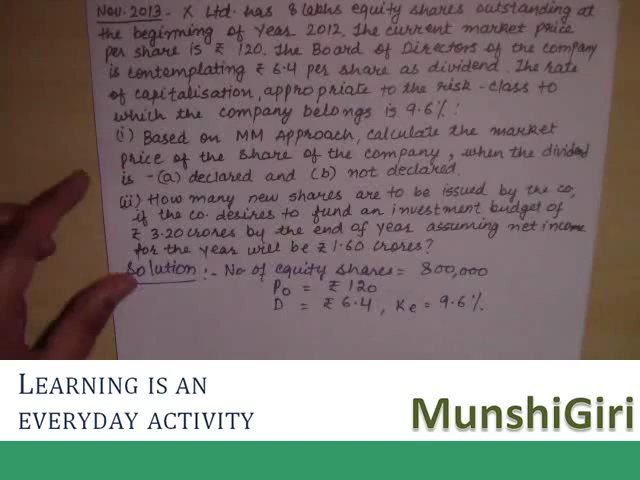 Nov. 2013 - X Ltd. has 8 lakhs equity shares outstanding at
the beginning of Year 2012. The current market price
per share is ₹ 120. The Board of Directors of the company
is contemplating ₹ 6.4 per share as dividend. The rate
of capitalisation, appropriate to the risk-class to
which the company belongs is 9.6%:
(i) Based on MM Approach, calculate the market
price of the share of the company, when the dividend
is -(a) declared and (b) not declared.
(ii) How many new shares are to be issued by the co,
if the co. desires to fund an investment budget of
₹ 3.20 crores by the end of year assuming net income
for the year will be ₹ 1.60 crores?
Solution :- No of equity shares = 800,000
P0 = ₹ 120
D = ₹ 6.4, Ke = 9.6%
LEARNING IS AN
EVERYDAY ACTIVITY
MunshiGiri